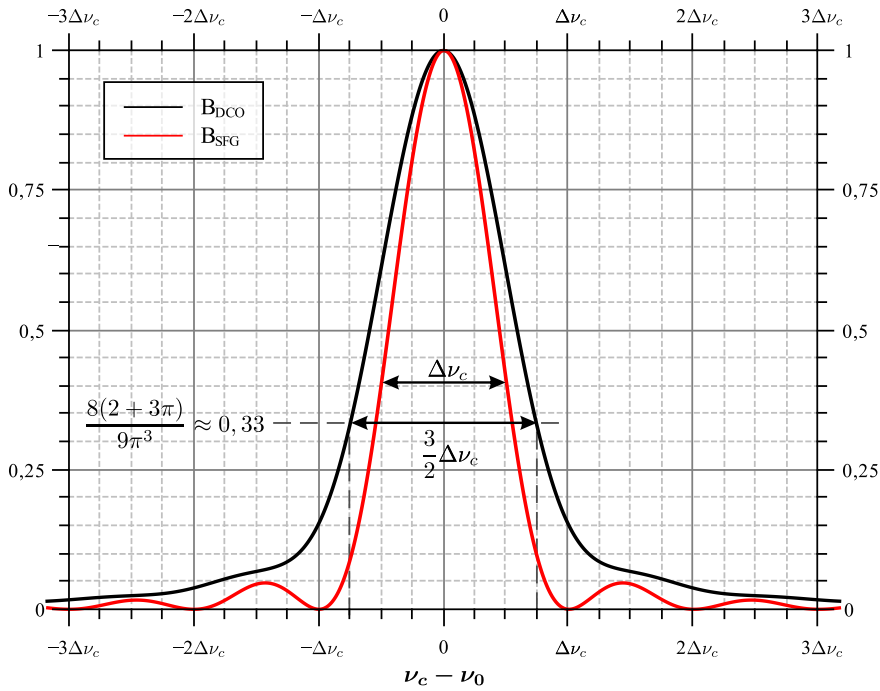 −3Δν_c −2Δν_c −Δν_c 0 Δν_c 2Δν_c 3Δν_c
1 1
B_DCO
B_SFG
0,75 0,75
0,5 0,5
Δν_c
8(2 + 3π)/9π³ ≈ 0, 33
3/2 Δν_c
0,25 0,25
0 0
−3Δν_c −2Δν_c −Δν_c 0 Δν_c 2Δν_c 3Δν_c
ν_c − ν_0